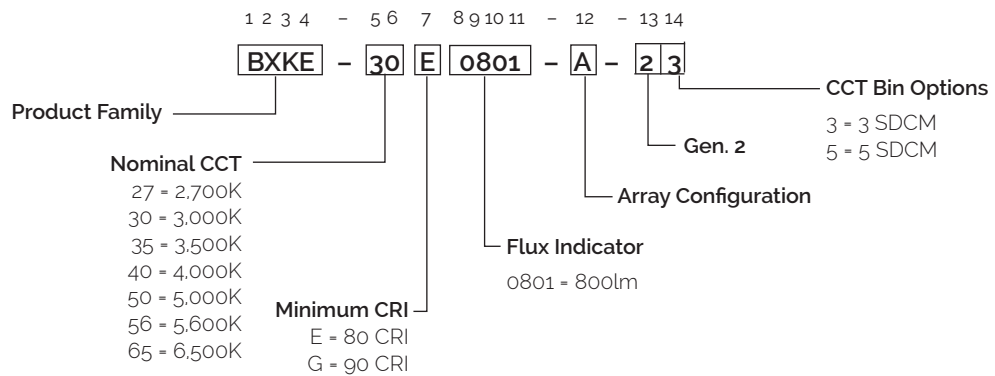 1 2 3 4 – 5 6 7 8 9 10 11 – 12 – 13 14
BXKE – 30 E 0801 – A – 2 3
Product Family
CCT Bin Options
3 = 3 SDCM
5 = 5 SDCM
Gen. 2
Nominal CCT
27 = 2,700K
30 = 3,000K
35 = 3,500K
40 = 4,000K
50 = 5,000K
56 = 5,600K
65 = 6,500K
Array Configuration
Flux Indicator
0801 = 800lm
Minimum CRI
E = 80 CRI
G = 90 CRI